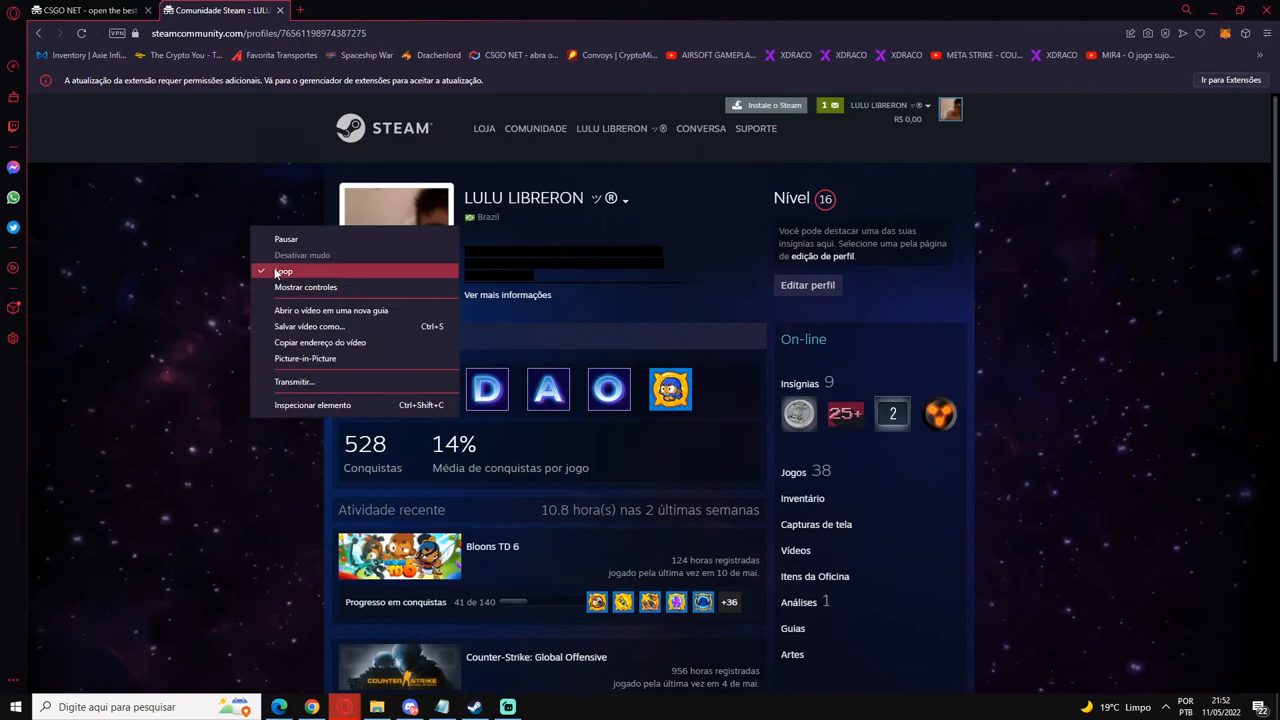 CSGO NET - open the best
Comunidade Steam :: LULU
VPN
steamcommunity.com/profiles/76561198974387275
Inventory | Axie Infi...
The Crypto You - T...
Favorita Transportes
Spaceship War
Drachenlord
CSGO NET - abra o...
Convoys | CryptoMi...
AIRSOFT GAMEPLA...
XDRACO
XDRACO
XDRACO
META STRIKE - COU...
XDRACO
MIR4 - O jogo sujo...
A atualização da extensão requer permissões adicionais. Vá para o gerenciador de extensões para aceitar a atualização.
Ir para Extensões
Instale o Steam
1
LULU LIBRERON ッ®
R$ 0,00
STEAM®
LOJA COMUNIDADE LULU LIBRERON ッ® CONVERSA SUPORTE
LULU LIBRERON ッ®
Brazil
Ver mais informações
Nível 16
Você pode destacar uma das suas
insígnias aqui. Selecione uma pela página
de edição de perfil.
Editar perfil
Pausar
Desativar mudo
Loop
Mostrar controles
Abrir o vídeo em uma nova guia
Salvar vídeo como... Ctrl+S
Copiar endereço do vídeo
Picture-in-Picture
Transmitir...
Inspecionar elemento Ctrl+Shift+C
D A O
528
Conquistas
14%
Média de conquistas por jogo
On-line
Insígnias 9
25+
2
Jogos 38
Inventário
Capturas de tela
Vídeos
Itens da Oficina
Análises 1
Guias
Artes
Atividade recente
10.8 hora(s) nas 2 últimas semanas
BLOONS TD 6
Bloons TD 6
124 horas registradas
jogado pela última vez em 10 de mai.
Progresso em conquistas 41 de 140
+36
COUNTER STRIKE
Counter-Strike: Global Offensive
956 horas registradas
jogado pela última vez em 4 de mai.
Digite aqui para pesquisar
19°C Limpo
POR
PTB
21:52
11/05/2022
22